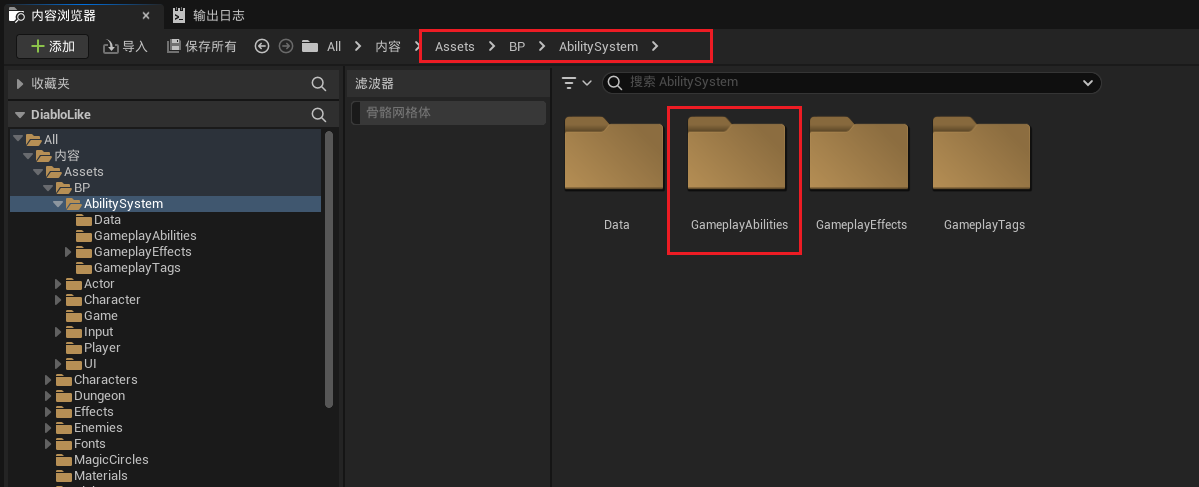 内容浏览器 × 输出日志
添加 导入 保存所有 All 内容 Assets BP AbilitySystem
收藏夹
DiabloLike
All
内容
Assets
BP
AbilitySystem
Data
GameplayAbilities
GameplayEffects
GameplayTags
Actor
Character
Game
Input
Player
UI
Characters
Dungeon
Effects
Enemies
Fonts
MagicCircles
Materials
滤波器
骨骼网格体
搜索 AbilitySystem
Data GameplayAbilities GameplayEffects GameplayTags